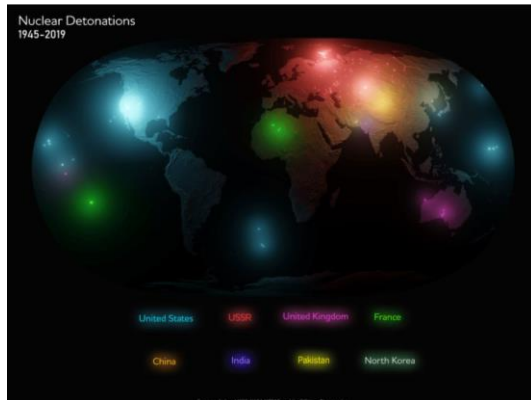 Nuclear Detonations
1945-2019
United States USSR United Kingdom France
China India Pakistan North Korea